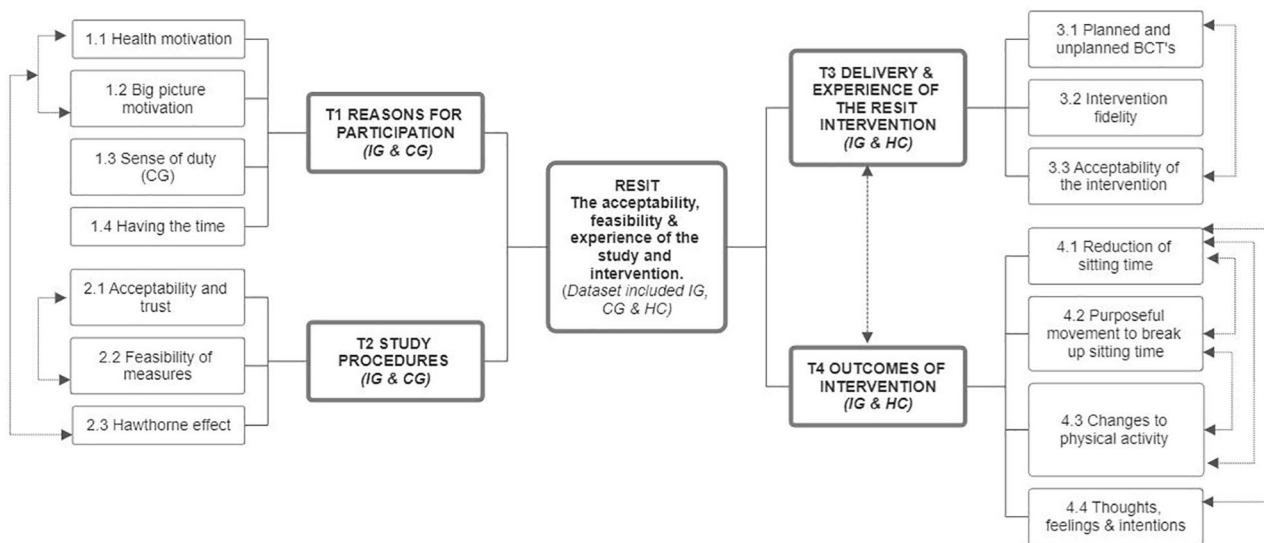 1.1 Health motivation
1.2 Big picture
motivation
1.3 Sense of duty
(CG)
1.4 Having the time
T1 REASONS FOR
PARTICIPATION
(IG & CG)
2.1 Acceptability and
trust
2.2 Feasibility of
measures
2.3 Hawthorne effect
T2 STUDY
PROCEDURES
(IG & CG)
RESIT
The acceptability,
feasibility &
experience of the
study and
intervention.
(Dataset included IG,
CG & HC)
T3 DELIVERY &
EXPERIENCE OF
THE RESIT
INTERVENTION
(IG & HC)
3.1 Planned and
unplanned BCT's
3.2 Intervention
fidelity
3.3 Acceptability of
the intervention
T4 OUTCOMES OF
INTERVENTION
(IG & HC)
4.1 Reduction of
sitting time
4.2 Purposeful
movement to break
up sitting time
4.3 Changes to
physical activity
4.4 Thoughts,
feelings & intentions